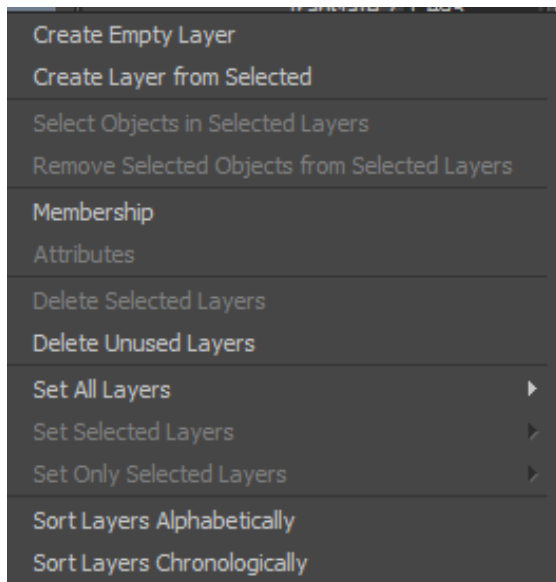 Create Empty Layer
Create Layer from Selected
Select Objects in Selected Layers
Remove Selected Objects from Selected Layers
Membership
Attributes
Delete Selected Layers
Delete Unused Layers
Set All Layers
Set Selected Layers
Set Only Selected Layers
Sort Layers Alphabetically
Sort Layers Chronologically